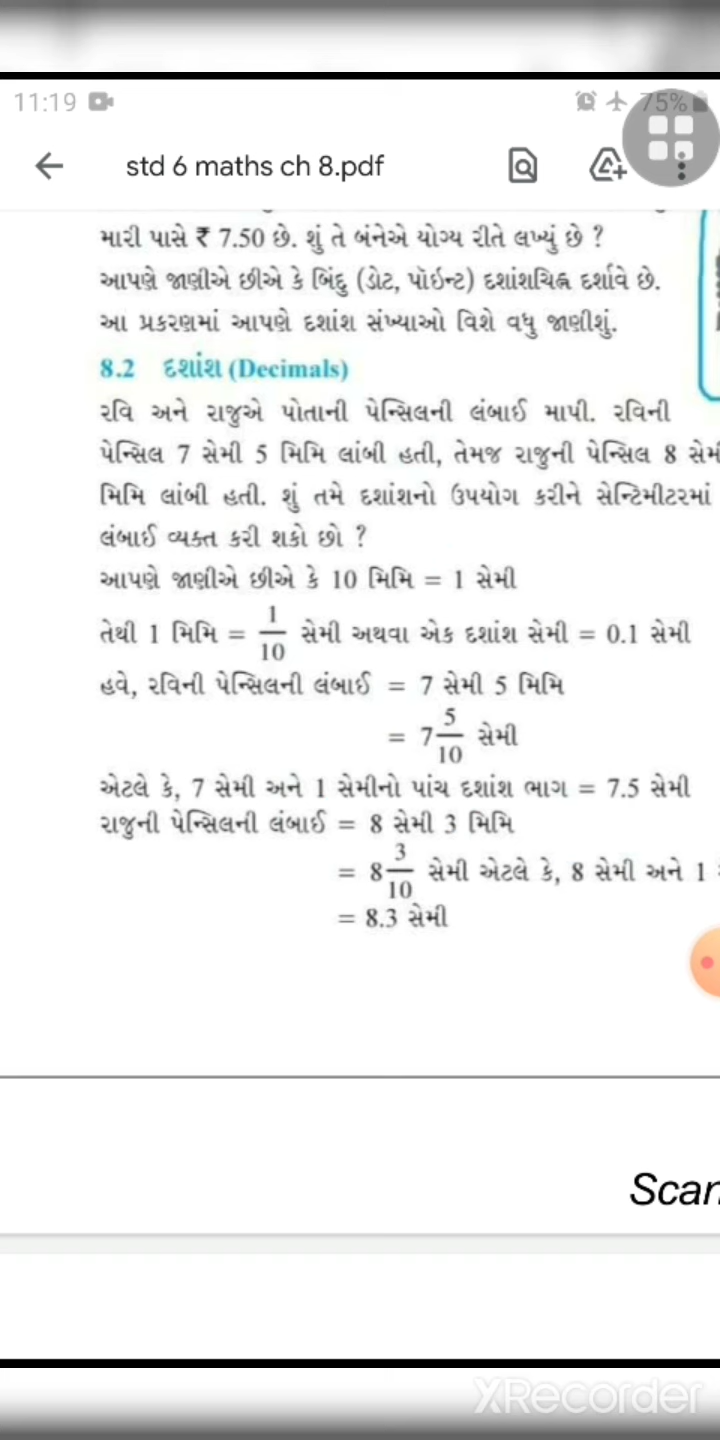 11:19
75%
std 6 maths ch 8.pdf
મારી પાસે ₹ 7.50 છે. શું તે બંનેએ યોગ્ય રીતે લખ્યું છે ?
આપણે જાણીએ છીએ કે બિંદુ (ડોટ, પૉઇન્ટ) દશાંશચિહ્ન દર્શાવે છે.
આ પ્રકરણમાં આપણે દશાંશ સંખ્યાઓ વિશે વધુ જાણીશું.
8.2 દશાંશ (Decimals)
રવિ અને રાજુએ પોતાની પેન્સિલની લંબાઈ માપી. રવિની
પેન્સિલ 7 સેમી 5 મિમિ લાંબી હતી, તેમજ રાજુની પેન્સિલ 8 સેમ
મિમિ લાંબી હતી. શું તમે દશાંશનો ઉપયોગ કરીને સેન્ટિમીટરમાં
લંબાઈ વ્યક્ત કરી શકો છો ?
આપણે જાણીએ છીએ કે 10 મિમિ = 1 સેમી
તેથી 1 મિમિ = 1/10 સેમી અથવા એક દશાંશ સેમી = 0.1 સેમી
હવે, રવિની પેન્સિલની લંબાઈ = 7 સેમી 5 મિમિ
= 7 5/10 સેમી
એટલે કે, 7 સેમી અને 1 સેમીનો પાંચ દશાંશ ભાગ = 7.5 સેમી
રાજુની પેન્સિલની લંબાઈ = 8 સેમી 3 મિમિ
= 8 3/10 સેમી એટલે કે, 8 સેમી અને 1
= 8.3 સેમી
Scan
XRecorder